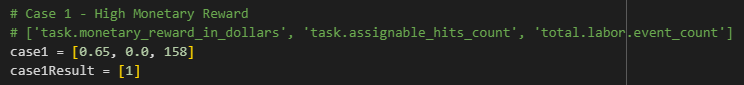 # Case 1 - High Monetary Reward
# ['task.monetary_reward_in_dollars', 'task.assignable_hits_count', 'total.labor.event_count']
case1 = [0.65, 0.0, 158]
case1Result = [1]